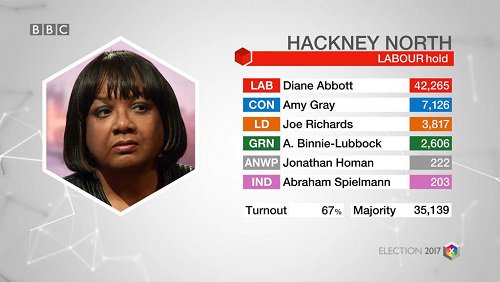 BBC
HACKNEY NORTH
LABOUR hold
LAB Diane Abbott 42,265
CON Amy Gray 7,126
LD Joe Richards 3,817
GRN A. Binnie-Lubbock 2,606
ANWP Jonathan Homan 222
IND Abraham Spielmann 203
Turnout 67% Majority 35,139
ELECTION 2017